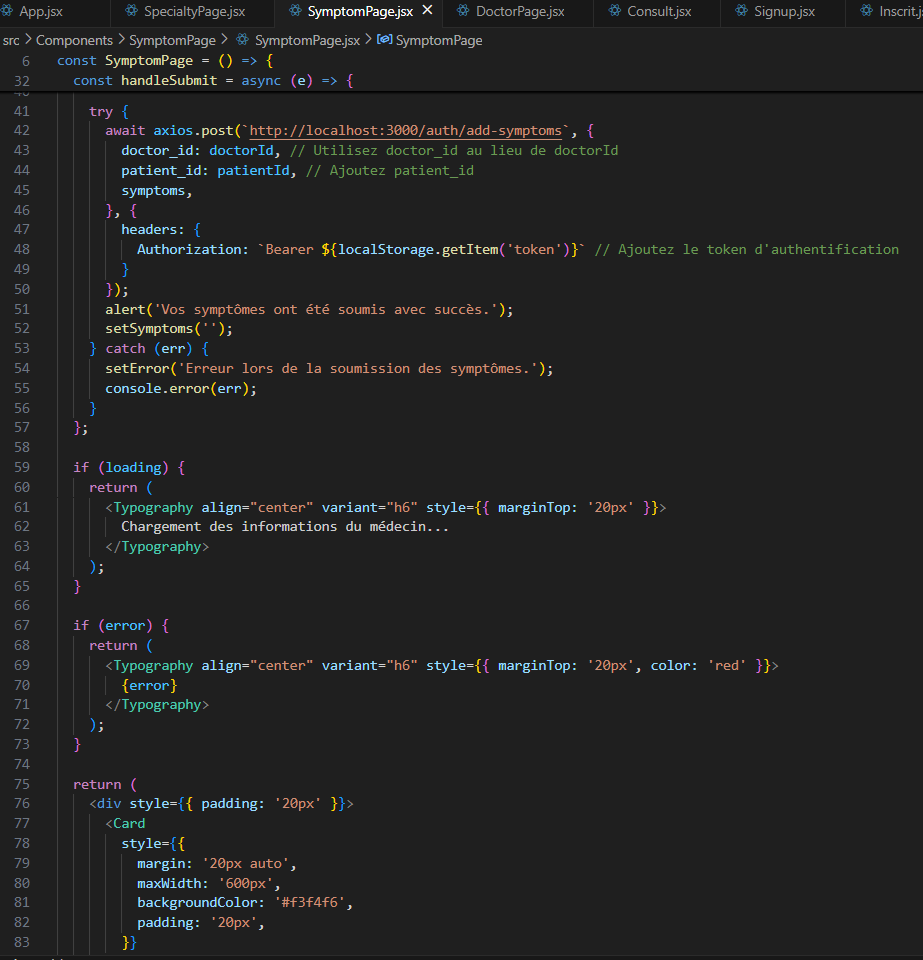 App.jsx SpecialtyPage.jsx SymptomPage.jsx × DoctorPage.jsx Consult.jsx Signup.jsx Inscrit.j
src > Components > SymptomPage > SymptomPage.jsx > SymptomPage
6 const SymptomPage = () => {
32 const handleSubmit = async (e) => {
41 try {
42 await axios.post(`http://localhost:3000/auth/add-symptoms`, {
43 doctor_id: doctorId, // Utilisez doctor_id au lieu de doctorId
44 patient_id: patientId, // Ajoutez patient_id
45 symptoms,
46 }, {
47 headers: {
48 Authorization: `Bearer ${localStorage.getItem('token')}` // Ajoutez le token d'authentification
49 }
50 });
51 alert('Vos symptômes ont été soumis avec succès.');
52 setSymptoms('');
53 } catch (err) {
54 setError('Erreur lors de la soumission des symptômes.');
55 console.error(err);
56 }
57 };
58
59 if (loading) {
60 return (
61 <Typography align="center" variant="h6" style={{ marginTop: '20px' }}>
62 Chargement des informations du médecin...
63 </Typography>
64 );
65 }
66
67 if (error) {
68 return (
69 <Typography align="center" variant="h6" style={{ marginTop: '20px', color: 'red' }}>
70 {error}
71 </Typography>
72 );
73 }
74
75 return (
76 <div style={{ padding: '20px' }}>
77 <Card
78 style={{
79 margin: '20px auto',
80 maxWidth: '600px',
81 backgroundColor: '#f3f4f6',
82 padding: '20px',
83 }}